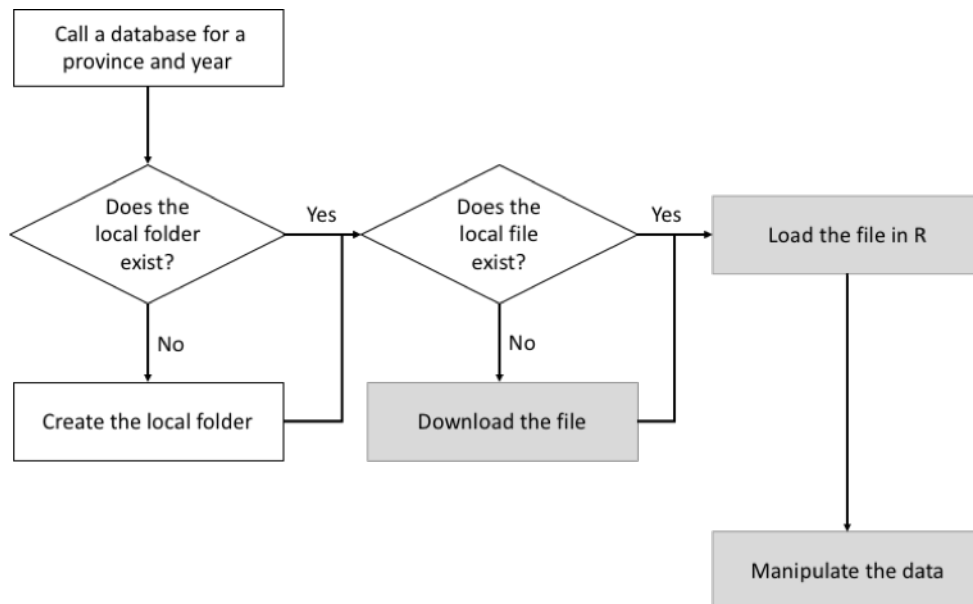 Call a database for a
province and year
Does the
local folder
exist?
Yes
Does the
local file
exist?
Yes
Load the file in R
No
No
Create the local folder
Download the file
Manipulate the data